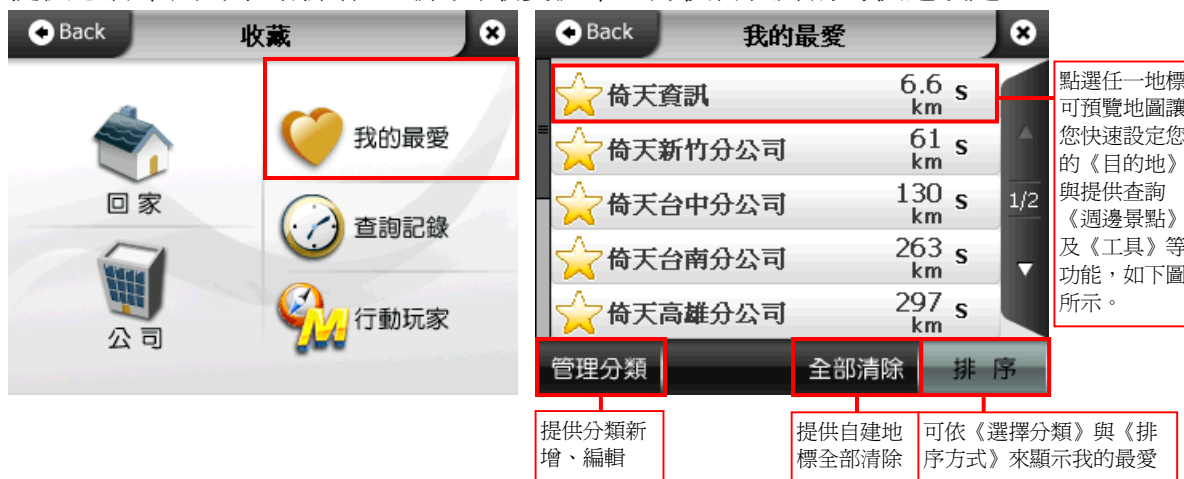 Back
收藏
我的最愛
回家
查詢記錄
公司
行動玩家
Back
我的最愛
倚天資訊 6.6 km S
倚天新竹分公司 61 km S
倚天台中分公司 130 km S
倚天台南分公司 263 km S
倚天高雄分公司 297 km S
1/2
管理分類
全部清除
排 序
點選任一地標
可預覽地圖讓
您快速設定您
的《目的地》
與提供查詢
《週邊景點》
及《工具》等
功能，如下圖
所示。
提供分類新
增、編輯
提供自建地
標全部清除
可依《選擇分類》與《排
序方式》來顯示我的最愛